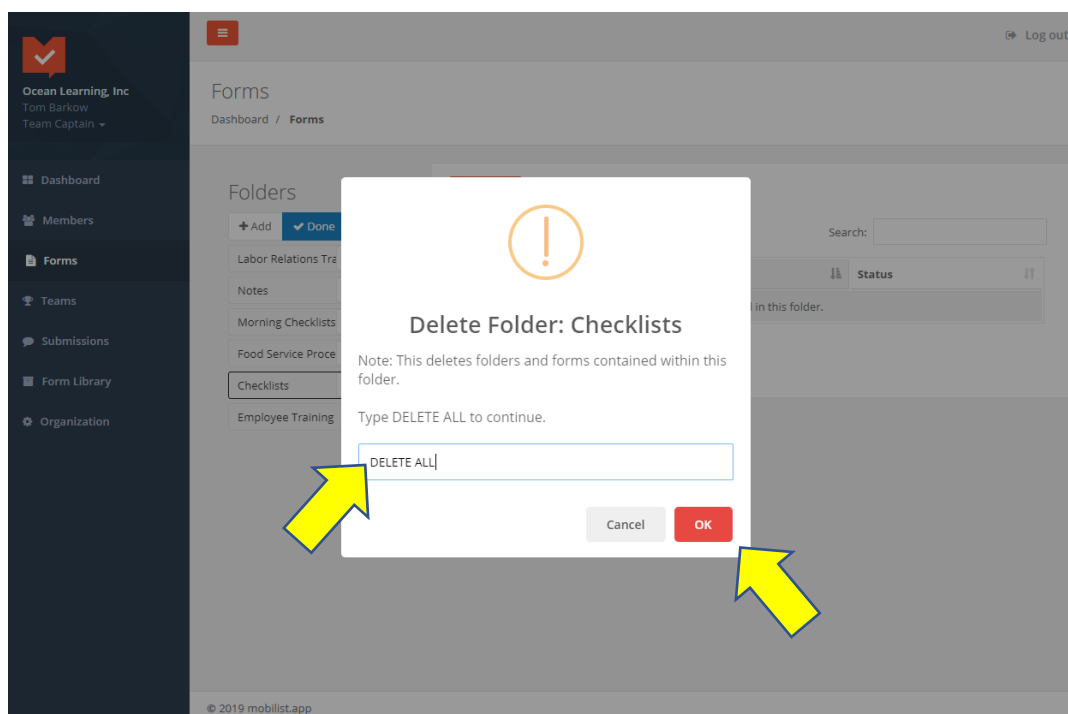 Log out
Ocean Learning, Inc
Tom Barkow
Team Captain
Forms
Dashboard / Forms
Dashboard
Members
Forms
Teams
Submissions
Form Library
Organization
Folders
Add
Done
Labor Relations Tra
Notes
Morning Checklists
Food Service Proce
Checklists
Employee Training
Search:
Status
in this folder.
Delete Folder: Checklists
Note: This deletes folders and forms contained within this
folder.
Type DELETE ALL to continue.
DELETE ALL
Cancel
OK
© 2019 mobilist.app